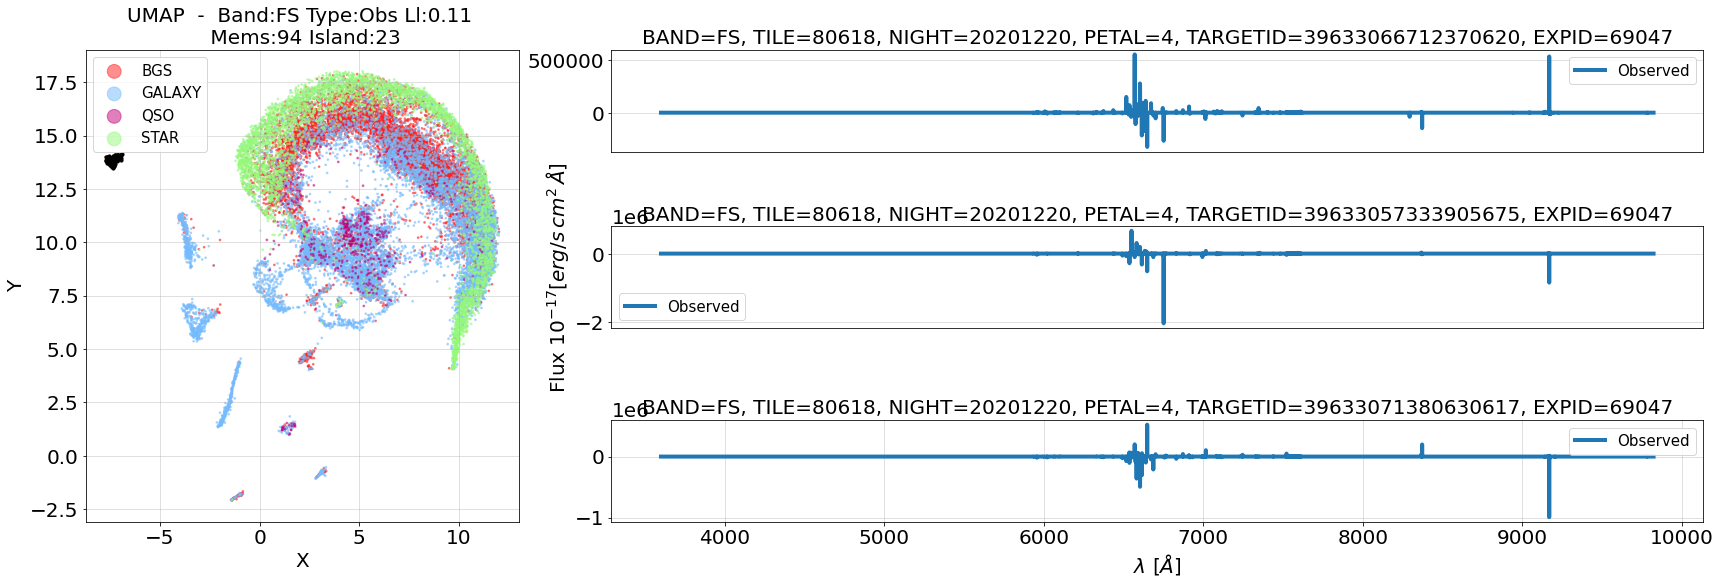 UMAP - Band:FS Type:Obs Ll:0.11
Mems:94 Island:23
BGS
GALAXY
QSO
STAR
17.5
15.0
12.5
10.0
7.5
5.0
2.5
0.0
−2.5
Y
−5
0
5
10
X
BAND=FS, TILE=80618, NIGHT=20201220, PETAL=4, TARGETID=39633066712370620, EXPID=69047
500000
0
Observed
1e6
BAND=FS, TILE=80618, NIGHT=20201220, PETAL=4, TARGETID=39633057333905675, EXPID=69047
0
−2
Observed
Flux 10⁻¹⁷[erg/s cm² Å]
1e6
BAND=FS, TILE=80618, NIGHT=20201220, PETAL=4, TARGETID=39633071380630617, EXPID=69047
0
−1
Observed
4000
5000
6000
7000
8000
9000
10000
λ [Å]